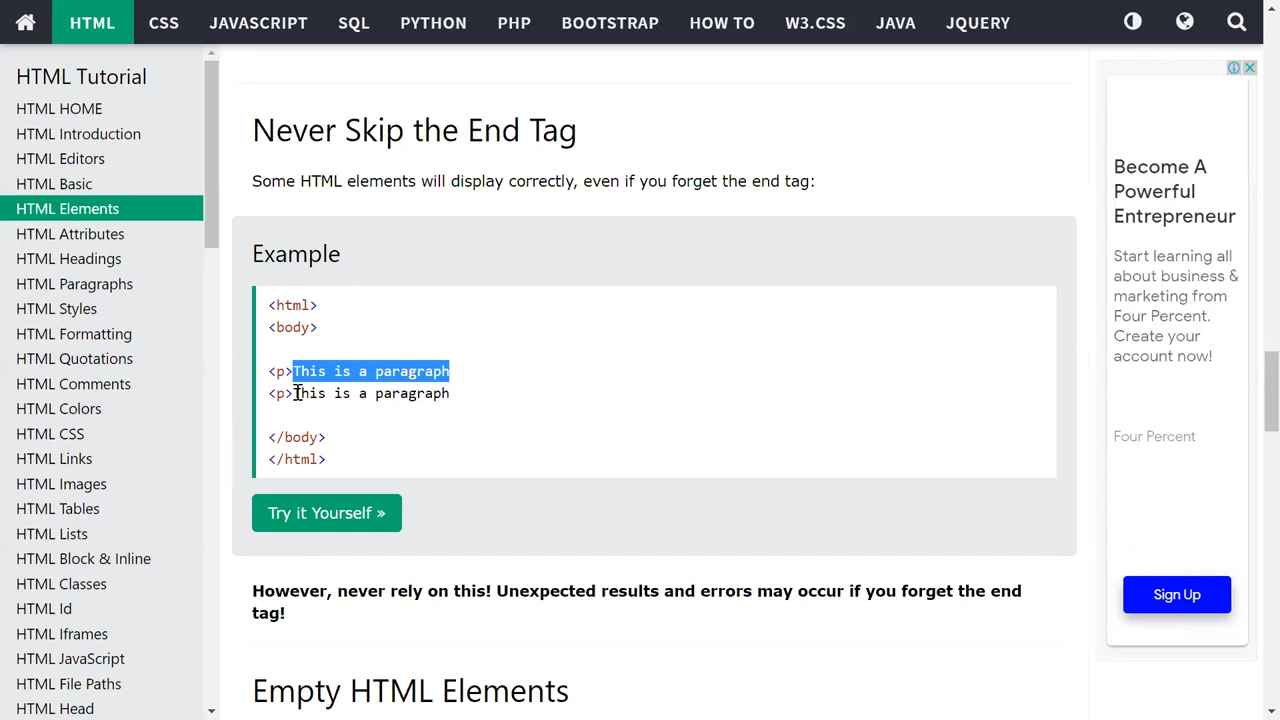 HTML CSS JAVASCRIPT SQL PYTHON PHP BOOTSTRAP HOW TO W3.CSS JAVA JQUERY
HTML Tutorial
HTML HOME
HTML Introduction
HTML Editors
HTML Basic
HTML Elements
HTML Attributes
HTML Headings
HTML Paragraphs
HTML Styles
HTML Formatting
HTML Quotations
HTML Comments
HTML Colors
HTML CSS
HTML Links
HTML Images
HTML Tables
HTML Lists
HTML Block & Inline
HTML Classes
HTML Id
HTML Iframes
HTML JavaScript
HTML File Paths
HTML Head
Never Skip the End Tag
Some HTML elements will display correctly, even if you forget the end tag:
Example
<html>
<body>
<p>This is a paragraph
<p>This is a paragraph
</body>
</html>
Try it Yourself »
However, never rely on this! Unexpected results and errors may occur if you forget the end
tag!
Empty HTML Elements
Become A
Powerful
Entrepreneur
Start learning all
about business &
marketing from
Four Percent.
Create your
account now!
Four Percent
Sign Up